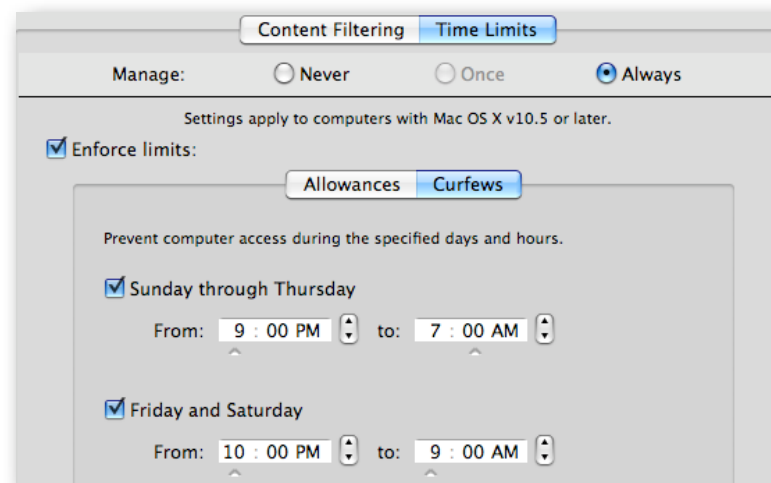 Content Filtering Time Limits
Manage: Never Once Always
Settings apply to computers with Mac OS X v10.5 or later.
Enforce limits:
Allowances Curfews
Prevent computer access during the specified days and hours.
Sunday through Thursday
From: 9 : 00 PM to: 7 : 00 AM
Friday and Saturday
From: 10 : 00 PM to: 9 : 00 AM